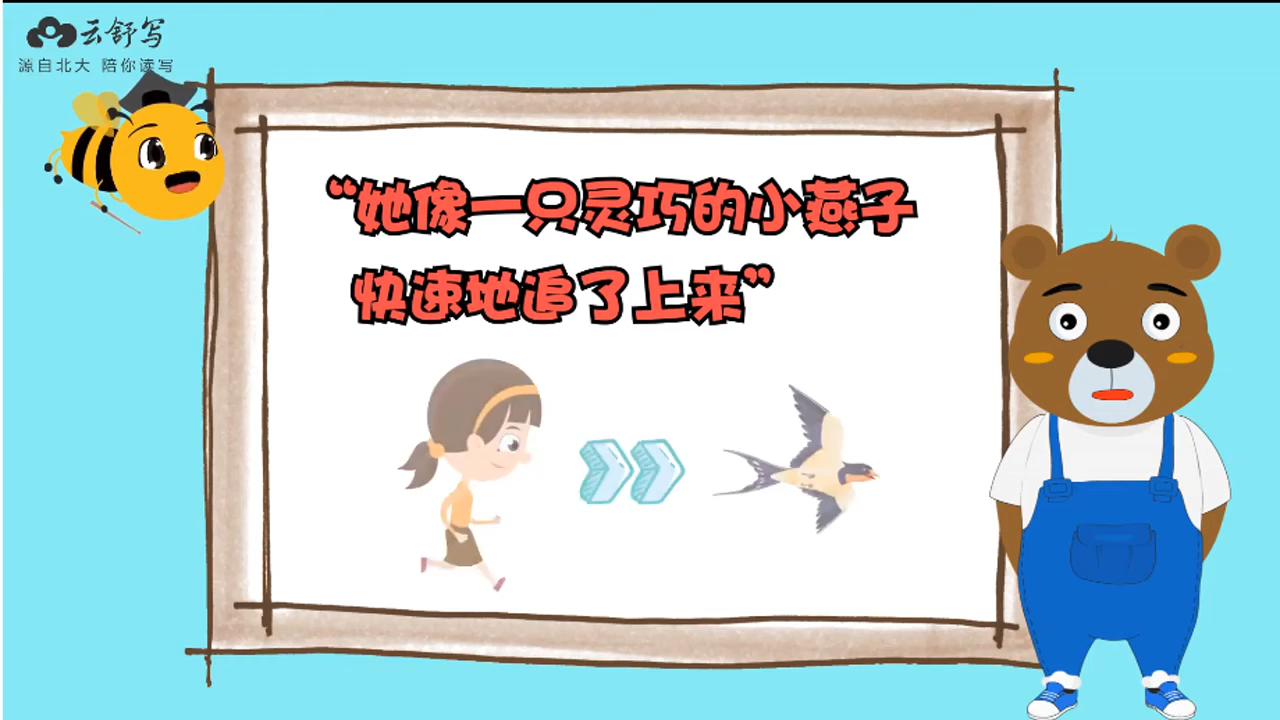 云舒写
源自北大 陪你读写
“她像一只灵巧的小燕子
快速地追了上来”